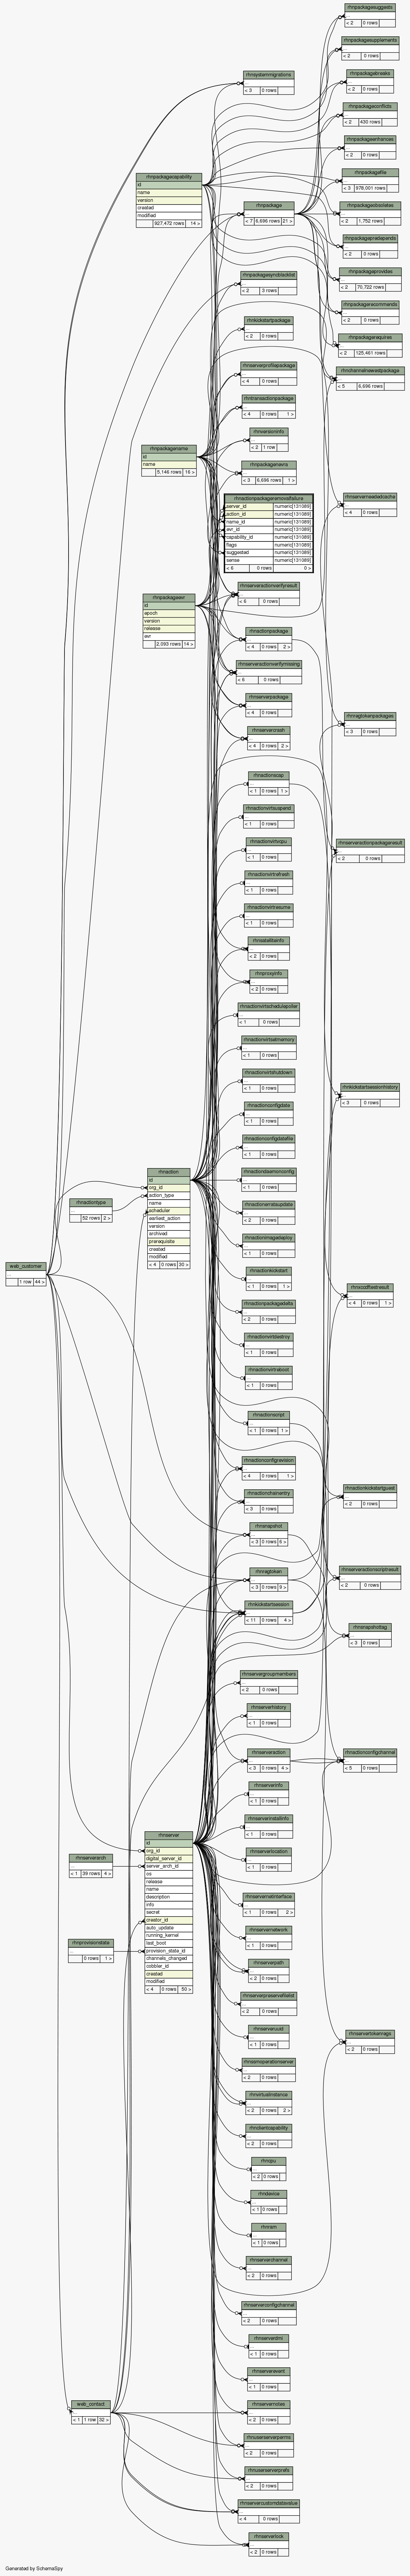 rhnpackagesuggests
...
< 2 0 rows
rhnpackagesupplements
...
< 2 0 rows
rhnsystemmigrations
...
< 3 0 rows
rhnpackagebreaks
...
< 2 0 rows
rhnpackageconflicts
...
< 2 430 rows
rhnpackageenhances
...
< 2 0 rows
rhnpackagefile
...
< 3 978,001 rows
rhnpackagecapability
id
name
version
created
modified
927,472 rows 14 >
rhnpackage
...
< 7 6,696 rows 21 >
rhnpackageobsoletes
...
< 2 1,752 rows
rhnpackagepredepends
...
< 2 0 rows
rhnpackageprovides
...
< 2 70,722 rows
rhnpackagesyncblacklist
...
< 2 3 rows
rhnpackagerecommends
...
< 2 0 rows
rhnkickstartpackage
...
< 2 0 rows
rhnpackagerequires
...
< 2 125,461 rows
rhnserverprofilepackage
...
< 4 0 rows
rhnchannelnewestpackage
...
< 5 6,696 rows
rhntransactionpackage
...
< 4 0 rows 1 >
rhnversioninfo
...
< 2 1 row
rhnpackagename
id
name
5,146 rows 16 >
rhnpackagenevra
...
< 3 6,696 rows 1 >
rhnserverneededcache
...
< 4 0 rows
rhnactionpackageremovalfailure
server_id numeric[131089]
action_id numeric[131089]
name_id numeric[131089]
evr_id numeric[131089]
capability_id numeric[131089]
flags numeric[131089]
suggested numeric[131089]
sense numeric[131089]
< 6 0 rows 0 >
rhnserveractionverifyresult
...
< 6 0 rows
rhnpackageevr
id
epoch
version
release
evr
2,093 rows 14 >
rhnactionpackage
...
< 4 0 rows 2 >
rhnserveractionverifymissing
...
< 6 0 rows
rhnserverpackage
...
< 4 0 rows
rhnregtokenpackages
...
< 3 0 rows
rhnservercrash
...
< 4 0 rows 2 >
rhnactionscap
...
< 1 0 rows 1 >
rhnactionvirtsuspend
...
< 1 0 rows
rhnactionvirtvcpu
...
< 1 0 rows
rhnserveractionpackageresult
...
< 2 0 rows
rhnactionvirtrefresh
...
< 1 0 rows
rhnactionvirtresume
...
< 1 0 rows
rhnsatelliteinfo
...
< 2 0 rows
rhnproxyinfo
...
< 2 0 rows
rhnactionvirtschedulepoller
...
< 1 0 rows
rhnactionvirtsetmemory
...
< 1 0 rows
rhnactionvirtshutdown
...
< 1 0 rows
rhnkickstartsessionhistory
...
< 3 0 rows
rhnactionconfigdate
...
< 1 0 rows
rhnactionconfigdatefile
...
< 1 0 rows
rhnaction
id
org_id
action_type
name
scheduler
earliest_action
version
archived
prerequisite
created
modified
< 4 0 rows 30 >
rhnactiondaemonconfig
...
< 1 0 rows
rhnactiontype
...
52 rows 2 >
rhnactionerrataupdate
...
< 2 0 rows
rhnactionimagedeploy
...
< 1 0 rows
web_customer
...
1 row 44 >
rhnactionkickstart
...
< 1 0 rows 1 >
rhnxccdftestresult
...
< 4 0 rows 1 >
rhnactionpackagedelta
...
< 2 0 rows
rhnactionvirtdestroy
...
< 1 0 rows
rhnactionvirtreboot
...
< 1 0 rows
rhnactionscript
...
< 1 0 rows 1 >
rhnactionconfigrevision
...
< 4 0 rows 1 >
rhnactionchainentry
...
< 3 0 rows
rhnactionkickstartguest
...
< 2 0 rows
rhnsnapshot
...
< 3 0 rows 6 >
rhnregtoken
...
< 3 0 rows 9 >
rhnserveractionscriptresult
...
< 2 0 rows
rhnkickstartsession
...
< 11 0 rows 4 >
rhnsnapshottag
...
< 3 0 rows
rhnservergroupmembers
...
< 2 0 rows
rhnserverhistory
...
< 1 0 rows
rhnserveraction
...
< 3 0 rows 4 >
rhnactionconfigchannel
...
< 5 0 rows
rhnserverinfo
...
< 1 0 rows
rhnserverinstallinfo
...
< 1 0 rows
rhnserver
id
org_id
digital_server_id
server_arch_id
os
release
name
description
info
secret
creator_id
auto_update
running_kernel
last_boot
provision_state_id
channels_changed
cobbler_id
created
modified
< 4 0 rows 50 >
rhnserverlocation
...
< 1 0 rows
rhnserverarch
...
< 1 39 rows 4 >
rhnservernetinterface
...
< 1 0 rows 2 >
rhnservernetwork
...
< 1 0 rows
rhnprovisionstate
...
0 rows 1 >
rhnserverpath
...
< 2 0 rows
rhnserverpreservefilelist
...
< 2 0 rows
rhnserveruuid
...
< 1 0 rows
rhnservertokenregs
...
< 2 0 rows
rhnssmoperationserver
...
< 2 0 rows
rhnvirtualinstance
...
< 2 0 rows 2 >
rhnclientcapability
...
< 2 0 rows
rhncpu
...
< 2 0 rows
rhndevice
...
< 1 0 rows
rhnram
...
< 1 0 rows
rhnserverchannel
...
< 2 0 rows
rhnserverconfigchannel
...
< 2 0 rows
rhnserverdmi
...
< 1 0 rows
rhnserverevent
...
< 1 0 rows
web_contact
...
< 1 1 row 32 >
rhnservernotes
...
< 2 0 rows
rhnuserserverperms
...
< 2 0 rows
rhnuserserverprefs
...
< 2 0 rows
rhnservercustomdatavalue
...
< 4 0 rows
rhnserverlock
...
< 2 0 rows
Generated by SchemaSpy